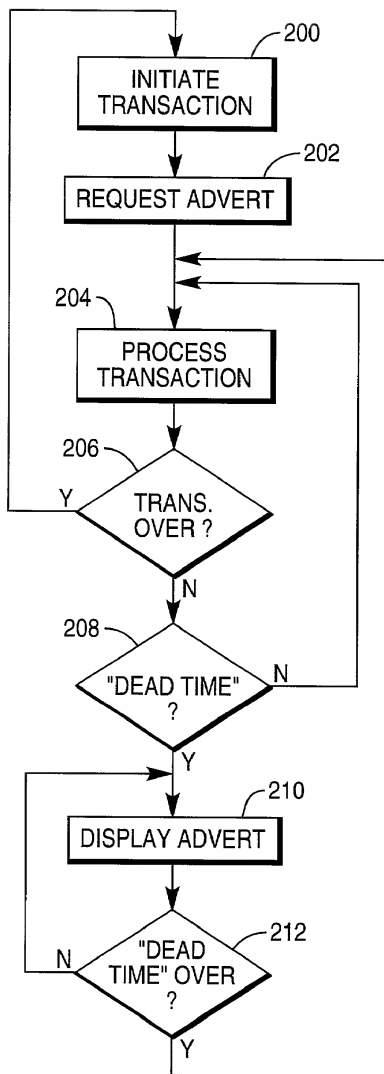 200
INITIATE
TRANSACTION
202
REQUEST ADVERT
204
PROCESS
TRANSACTION
206
Y
TRANS.
OVER ?
N
208
"DEAD TIME"
?
N
Y
210
DISPLAY ADVERT
212
N
"DEAD
TIME" OVER
?
Y